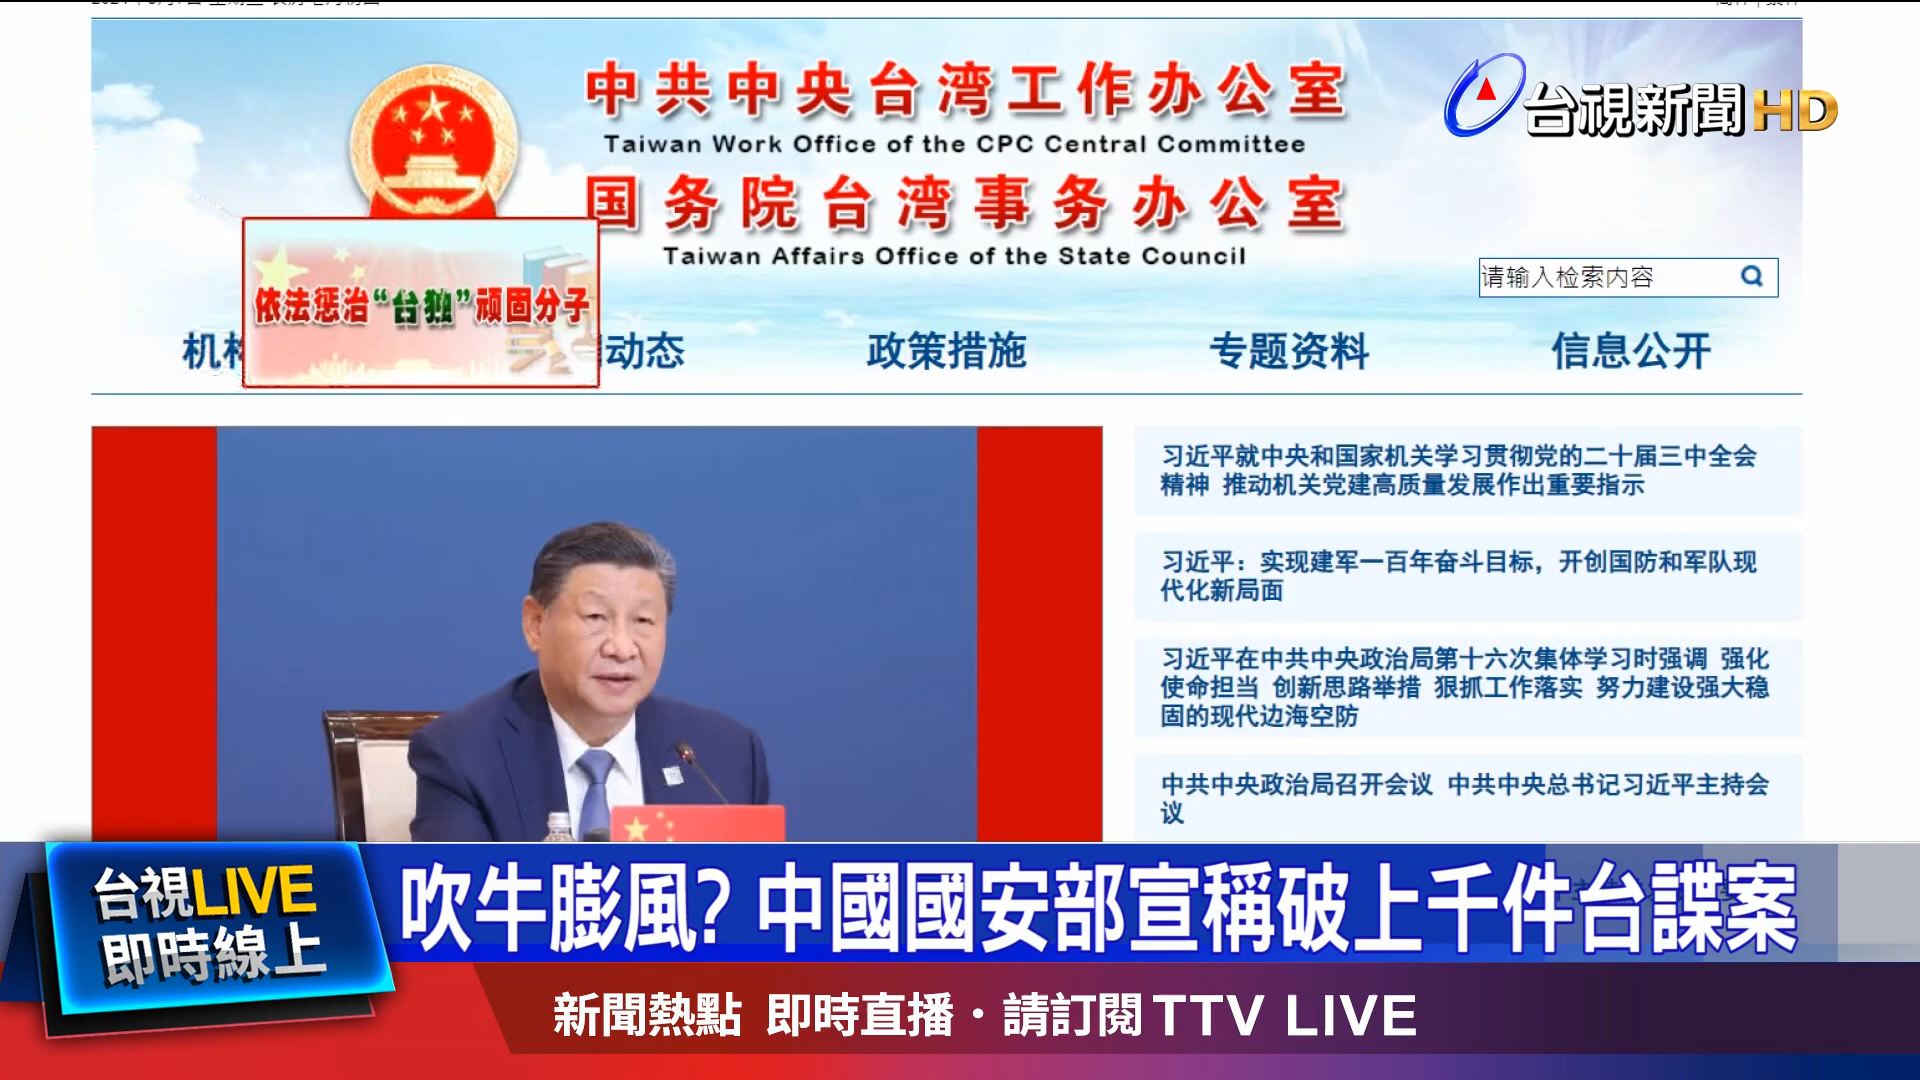 中共中央台湾工作办公室
Taiwan Work Office of the CPC Central Committee
国务院台湾事务办公室
Taiwan Affairs Office of the State Council
台視新聞HD
请输入检索内容
依法惩治“台独”顽固分子
机构 动态 政策措施 专题资料 信息公开
习近平就中央和国家机关学习贯彻党的二十届三中全会
精神 推动机关党建高质量发展作出重要指示
习近平：实现建军一百年奋斗目标，开创国防和军队现
代化新局面
习近平在中共中央政治局第十六次集体学习时强调 强化
使命担当 创新思路举措 狠抓工作落实 努力建设强大稳
固的现代边海空防
中共中央政治局召开会议 中共中央总书记习近平主持会
议
台視LIVE
即時線上
吹牛膨風? 中國國安部宣稱破上千件台諜案
新聞熱點 即時直播·請訂閱TTV LIVE